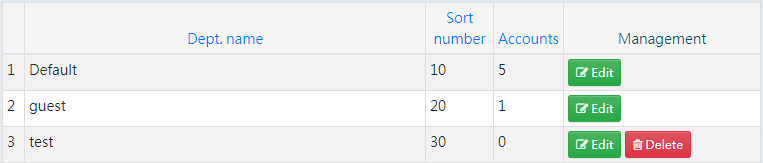 Dept. name Sort number Accounts Management
1 Default 10 5 Edit
2 guest 20 1 Edit
3 test 30 0 Edit Delete